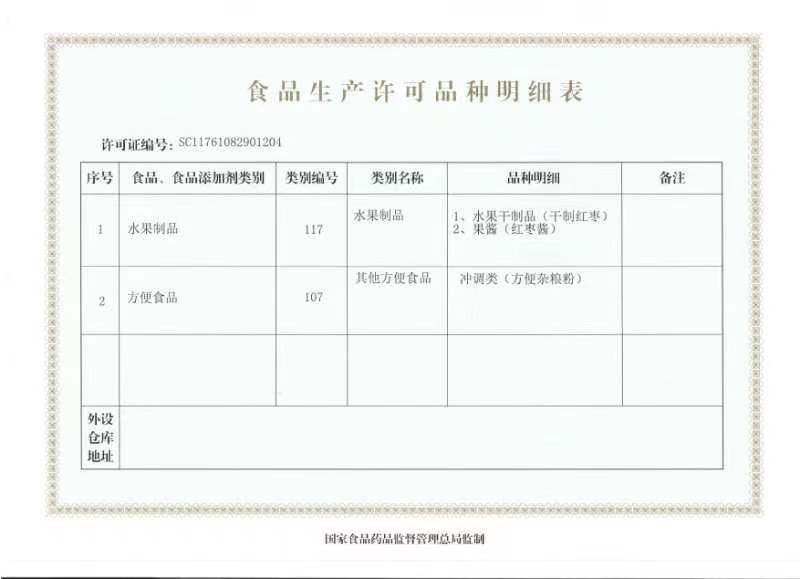 食品生产许可品种明细表
许可证编号：SC11761082901204
序号 食品、食品添加剂类别 类别编号 类别名称 品种明细 备注
1 水果制品 117 水果制品 1、水果干制品（干制红枣）
2、果酱（红枣酱）
2 方便食品 107 其他方便食品 冲调类（方便杂粮粉）
外设
仓库
地址
国家食品药品监督管理总局监制